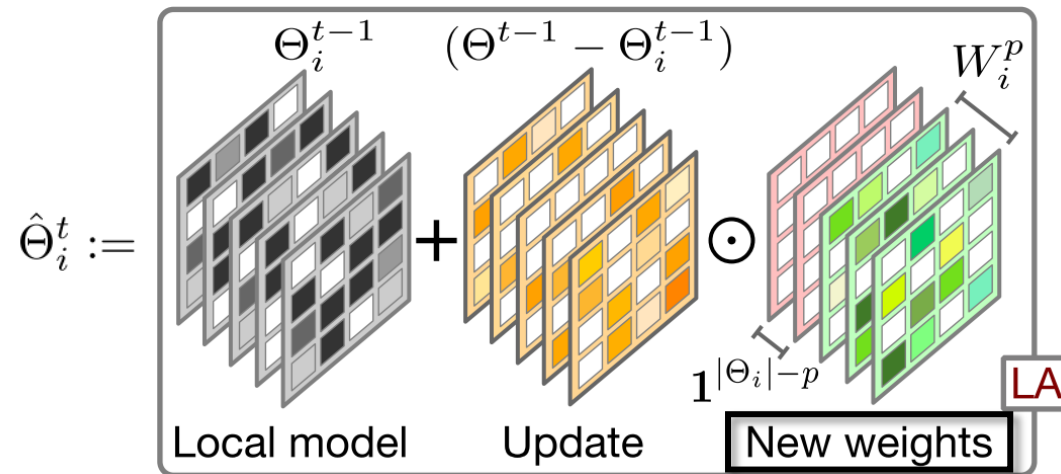 Θ_i^{t−1} (Θ^{t−1} − Θ_i^{t−1}) W_i^p
Θ̂_i^t := + ⊙
1^{|Θ_i|−p}
LA
Local model Update New weights